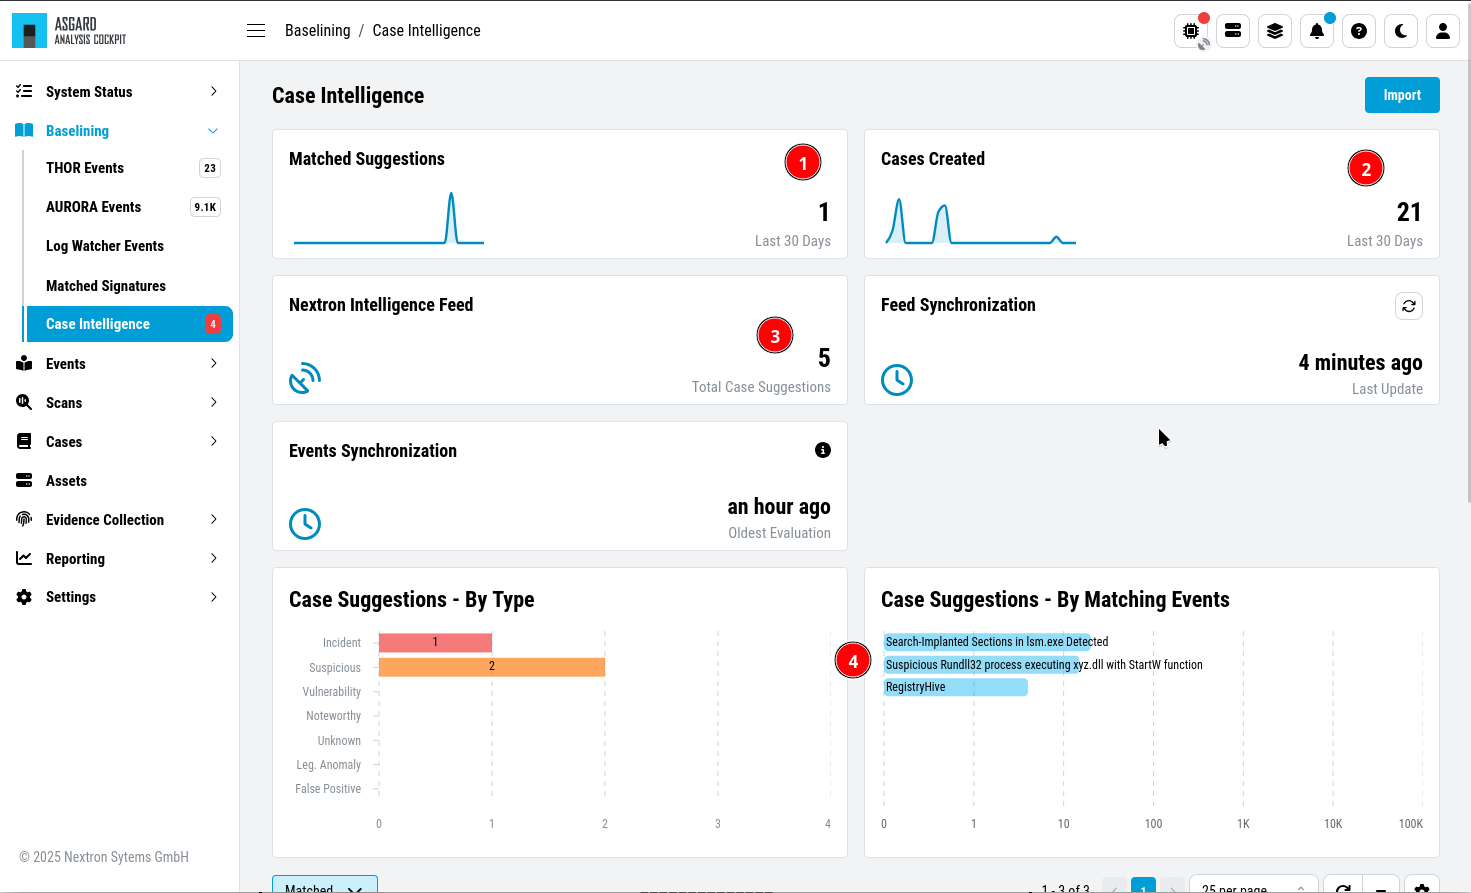 ASGARD
ANALYSIS COCKPIT
Baselining / Case Intelligence
System Status
Baselining
THOR Events 23
AURORA Events 9.1K
Log Watcher Events
Matched Signatures
Case Intelligence 4
Events
Scans
Cases
Assets
Evidence Collection
Reporting
Settings
© 2025 Nextron Sytems GmbH
Case Intelligence
Import
Matched Suggestions
1
1
Last 30 Days
Cases Created
2
21
Last 30 Days
Nextron Intelligence Feed
3
5
Total Case Suggestions
Feed Synchronization
4 minutes ago
Last Update
Events Synchronization
an hour ago
Oldest Evaluation
Case Suggestions - By Type
Incident 1
Suspicious 2
Vulnerability
Noteworthy
Unknown
Leg. Anomaly
False Positive
0 1 2 3 4
4
Case Suggestions - By Matching Events
Search-Implanted Sections in lsm.exe Detected
Suspicious Rundll32 process executing xyz.dll with StartW function
RegistryHive
0 1 10 100 1K 10K 100K
Matched
1 - 3 of 3
1
25 per page